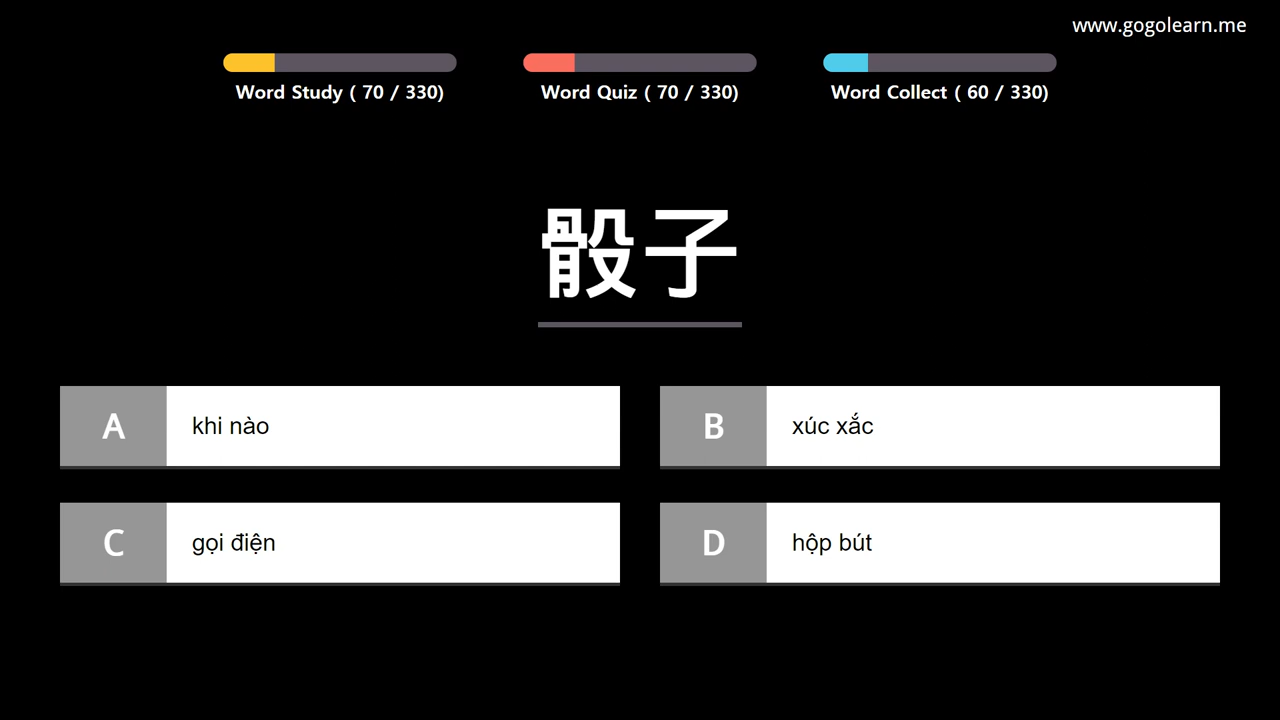 www.gogolearn.me
Word Study ( 70 / 330)
Word Quiz ( 70 / 330)
Word Collect ( 60 / 330)
骰子
A khi nào
B xúc xắc
C gọi điện
D hộp bút